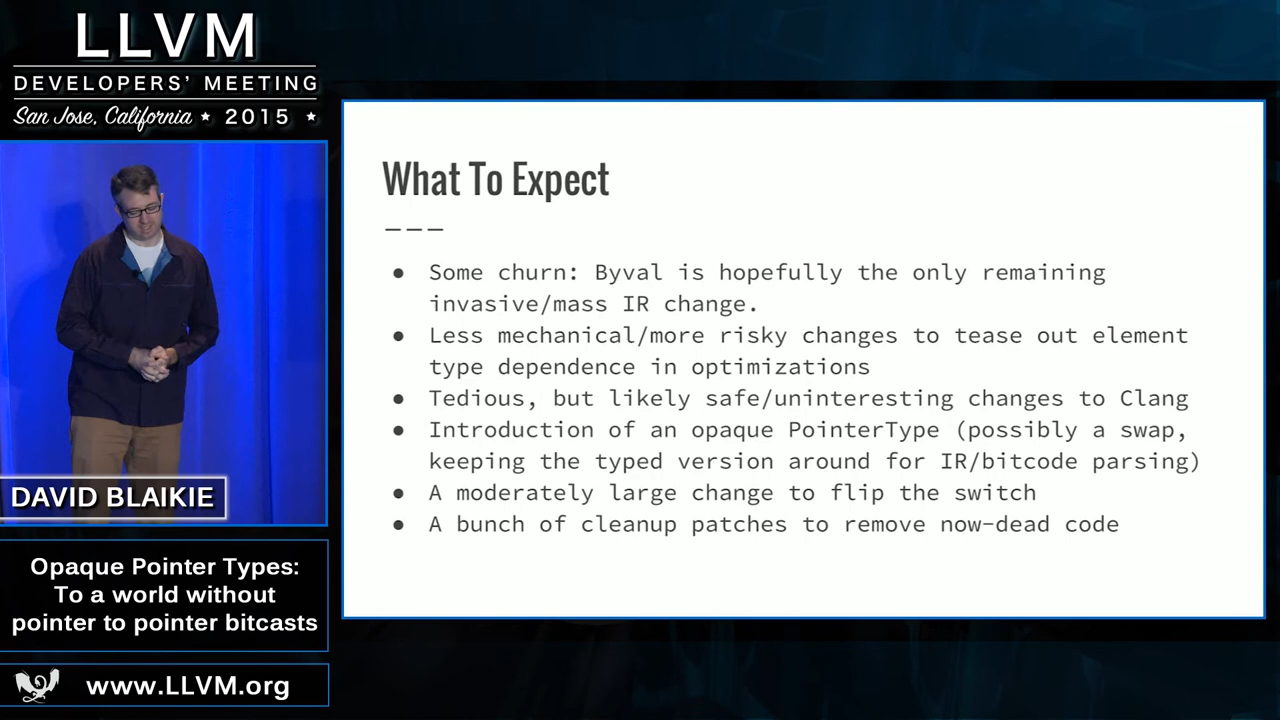 LLVM
DEVELOPERS' MEETING
San Jose, California ★ 2015 ★
What To Expect
———
● Some churn: Byval is hopefully the only remaining
invasive/mass IR change.
● Less mechanical/more risky changes to tease out element
type dependence in optimizations
● Tedious, but likely safe/uninteresting changes to Clang
● Introduction of an opaque PointerType (possibly a swap,
keeping the typed version around for IR/bitcode parsing)
● A moderately large change to flip the switch
● A bunch of cleanup patches to remove now-dead code
DAVID BLAIKIE
Opaque Pointer Types:
To a world without
pointer to pointer bitcasts
www.LLVM.org